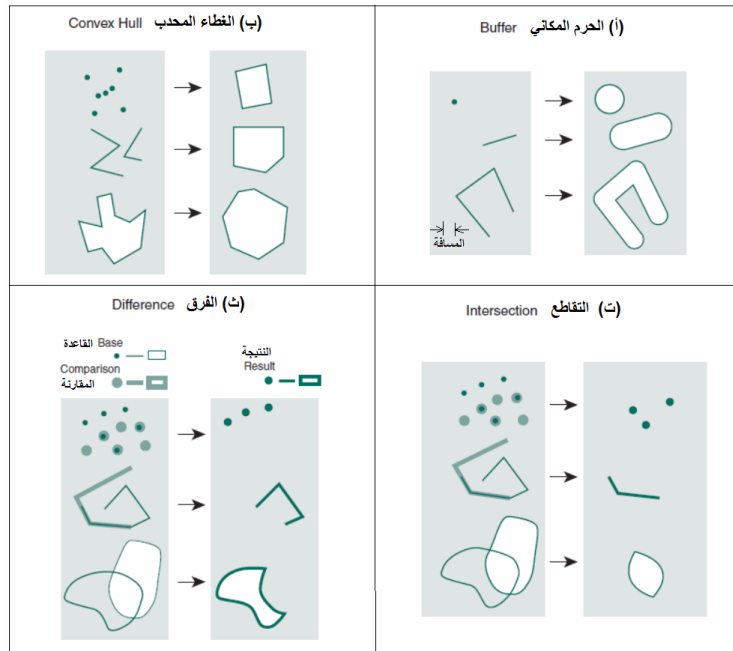 (أ) الحرم المكاني Buffer
المسافة
(ب) الغطاء المحدب Convex Hull
(ت) التقاطع Intersection
(ث) الفرق Difference
القاعدة Base
Comparison
المقارنة
النتيجة
Result